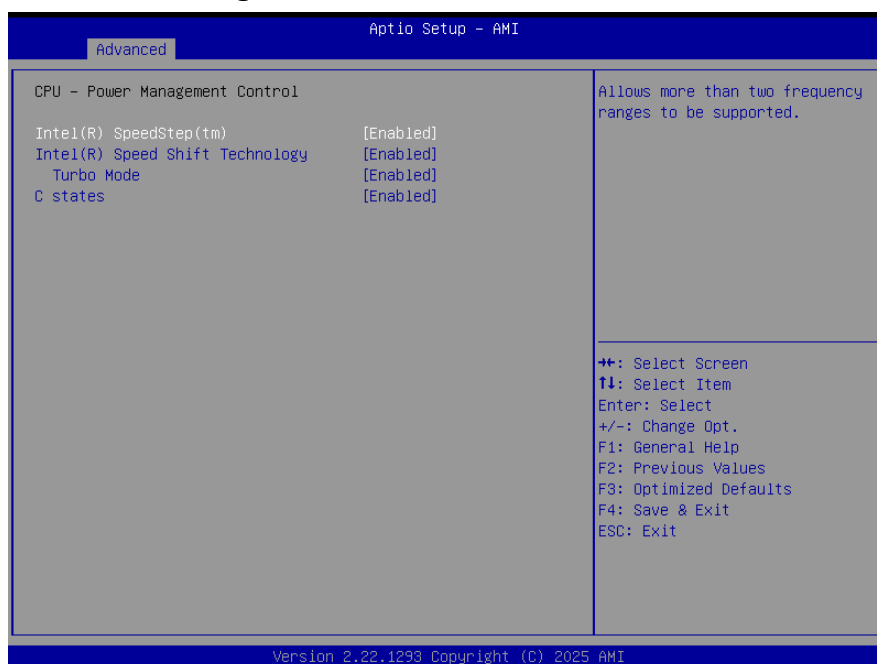 Aptio Setup – AMI
Advanced
CPU – Power Management Control
Intel(R) SpeedStep(tm) [Enabled]
Intel(R) Speed Shift Technology [Enabled]
Turbo Mode [Enabled]
C states [Enabled]
Allows more than two frequency
ranges to be supported.
→←: Select Screen
↑↓: Select Item
Enter: Select
+/-: Change Opt.
F1: General Help
F2: Previous Values
F3: Optimized Defaults
F4: Save & Exit
ESC: Exit
Version 2.22.1293 Copyright (C) 2025 AMI